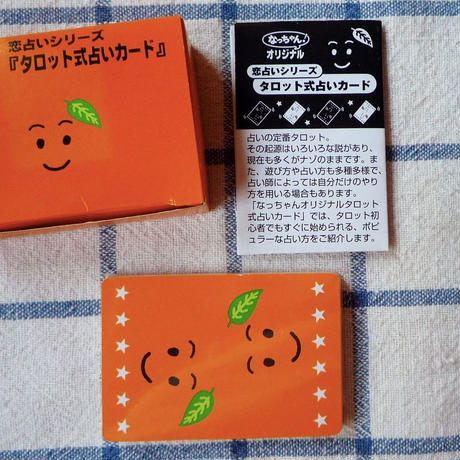 恋占いシリーズ
『タロット式占いカード』
なっちゃん!
オリジナル
恋占いシリーズ
タロット式占いカード
占いの定番タロット。
その起源はいろいろな説があり、
現在も多くがナゾのままです。ま
た、遊び方や占い方も多種多様で、
占い師によっては自分だけのやり
方を用いる場合もあります。
「なっちゃんオリジナルタロット
式占いカード」では、タロット初
心者でもすぐに始められる、ポピ
ュラーな占い方をご紹介します。